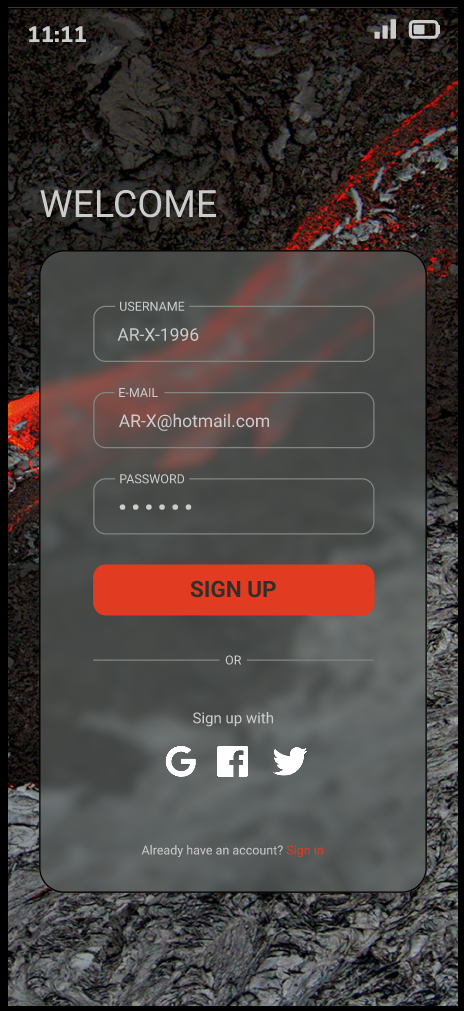 11:11
WELCOME
USERNAME
AR-X-1996
E-MAIL
AR-X@hotmail.com
PASSWORD
SIGN UP
OR
Sign up with
Already have an account? Sign in